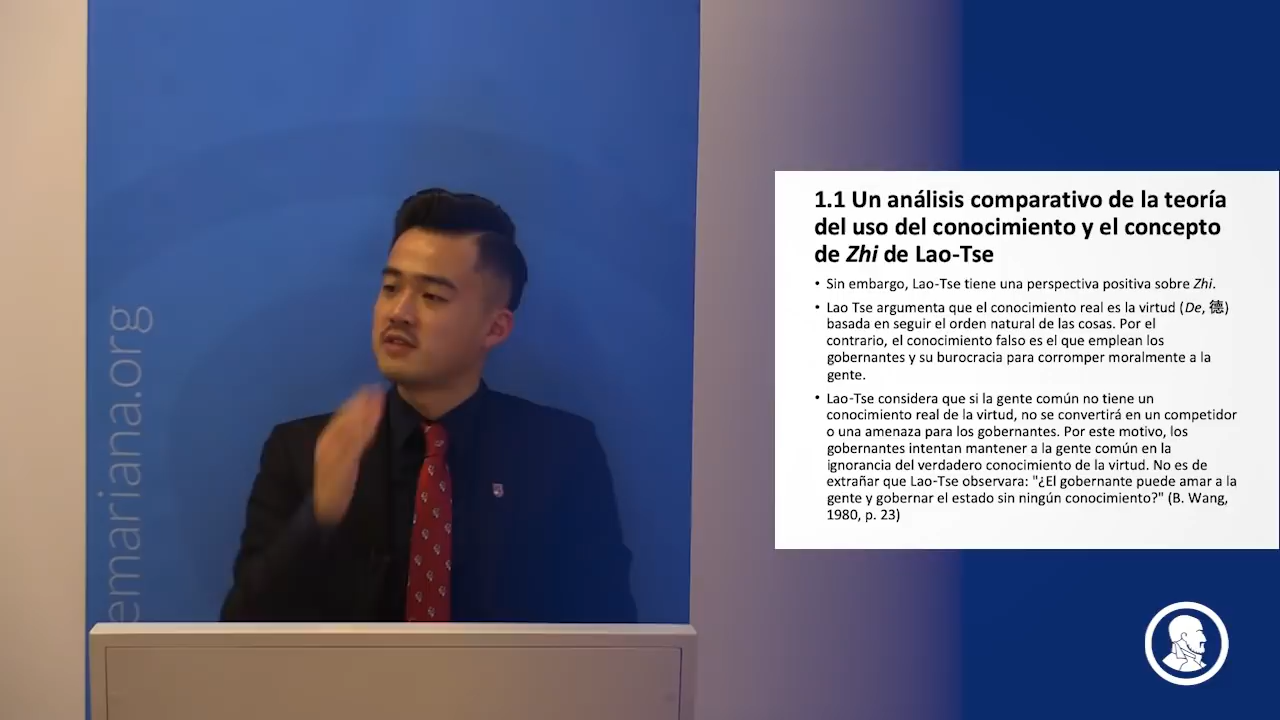 emariana.org
1.1 Un análisis comparativo de la teoría
del uso del conocimiento y el concepto
de Zhi de Lao-Tse
• Sin embargo, Lao-Tse tiene una perspectiva positiva sobre Zhi.
• Lao Tse argumenta que el conocimiento real es la virtud (De, 德)
basada en seguir el orden natural de las cosas. Por el
contrario, el conocimiento falso es el que emplean los
gobernantes y su burocracia para corromper moralmente a la
gente.
• Lao-Tse considera que si la gente común no tiene un
conocimiento real de la virtud, no se convertirá en un competidor
o una amenaza para los gobernantes. Por este motivo, los
gobernantes intentan mantener a la gente común en la
ignorancia del verdadero conocimiento de la virtud. No es de
extrañar que Lao-Tse observara: "¿El gobernante puede amar a la
gente y gobernar el estado sin ningún conocimiento?" (B. Wang,
1980, p. 23)